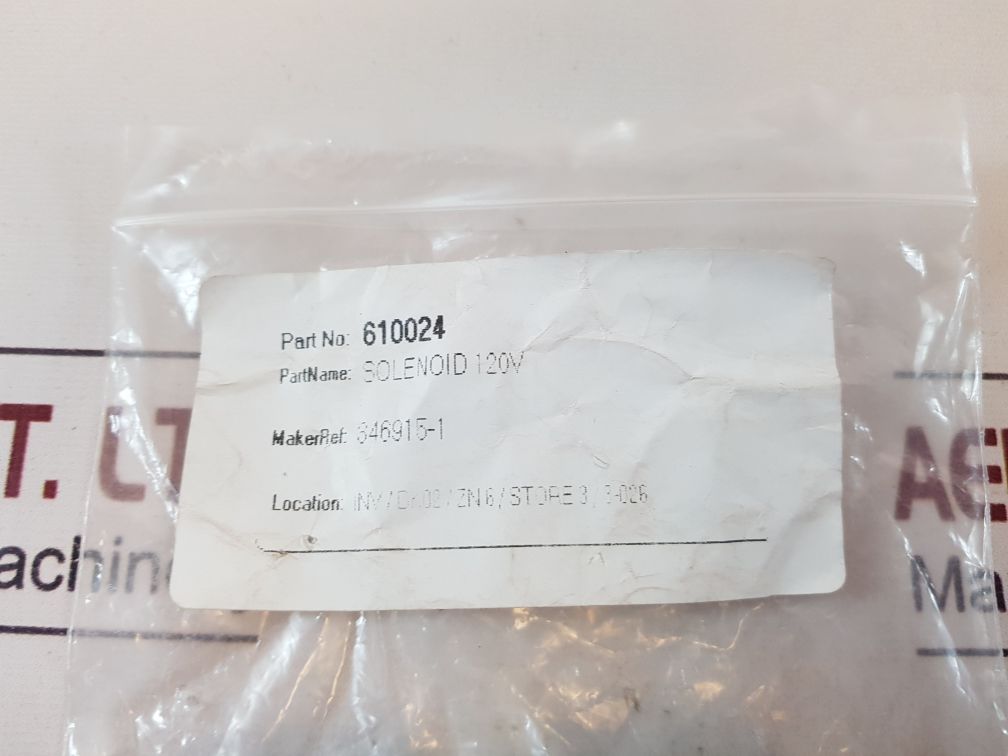 Part No: 610024
PartName: SOLENOID 120V
MakerRef: 346915-1
Location: INV / / ZN 6 / STORE 3 / 3-026
T. LT
AE
achin
Ma